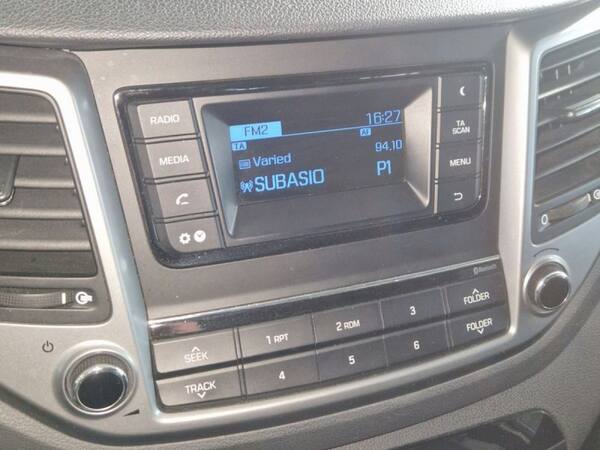 RADIO
MEDIA
FM2
16:27
TA
AF
Varied
94.10
SUBASIO
P1
TA
SCAN
MENU
Bluetooth
SEEK
TRACK
1 RPT
2 RDM
3
4
5
6
FOLDER
FOLDER